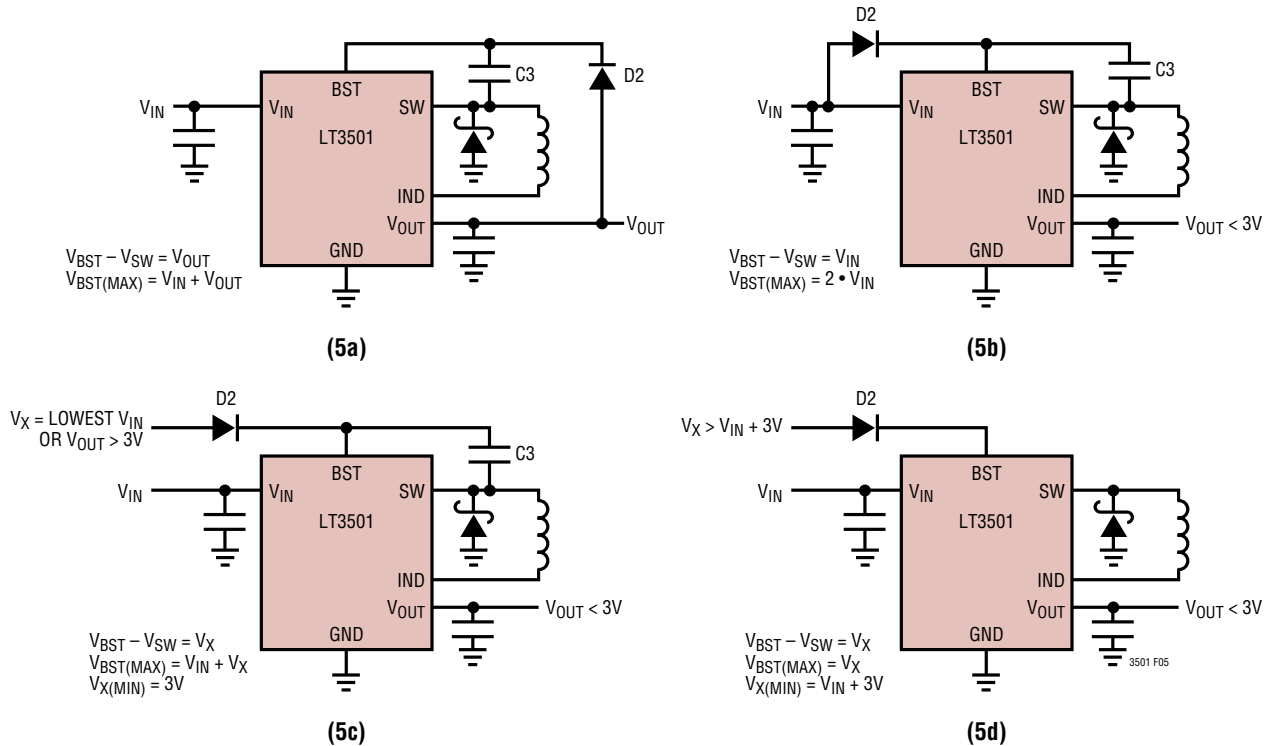 BST
C3
D2
V_IN
V_IN
SW
LT3501
IND
V_OUT
V_OUT
GND
V_BST – V_SW = V_OUT
V_BST(MAX) = V_IN + V_OUT
(5a)
D2
BST
C3
V_IN
V_IN
SW
LT3501
IND
V_OUT
V_OUT < 3V
GND
V_BST – V_SW = V_IN
V_BST(MAX) = 2 • V_IN
(5b)
D2
V_X = LOWEST V_IN
OR V_OUT > 3V
BST
C3
V_IN
V_IN
SW
LT3501
IND
V_OUT
V_OUT < 3V
GND
V_BST – V_SW = V_X
V_BST(MAX) = V_IN + V_X
V_X(MIN) = 3V
(5c)
D2
V_X > V_IN + 3V
BST
V_IN
V_IN
SW
LT3501
IND
V_OUT
V_OUT < 3V
GND
V_BST – V_SW = V_X
V_BST(MAX) = V_X
V_X(MIN) = V_IN + 3V
3501 F05
(5d)